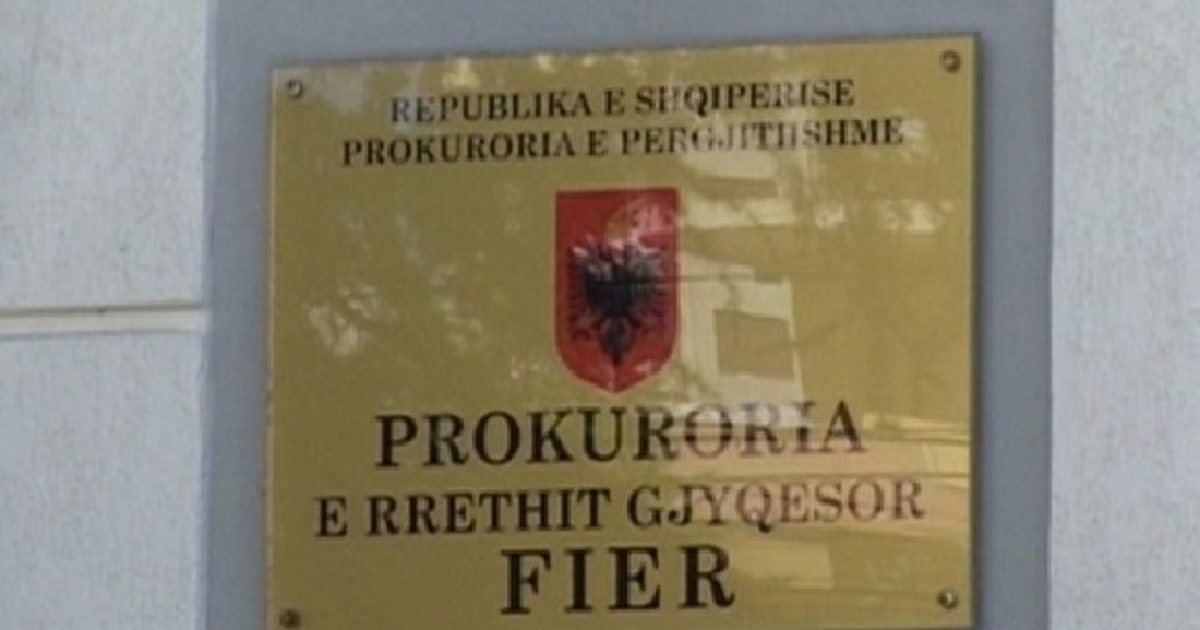 REPUBLIKA E SHQIPERISE
PROKURORIA E PERGJITHSHME
PROKURORIA
E RRETHIT GJYQESOR
FIER